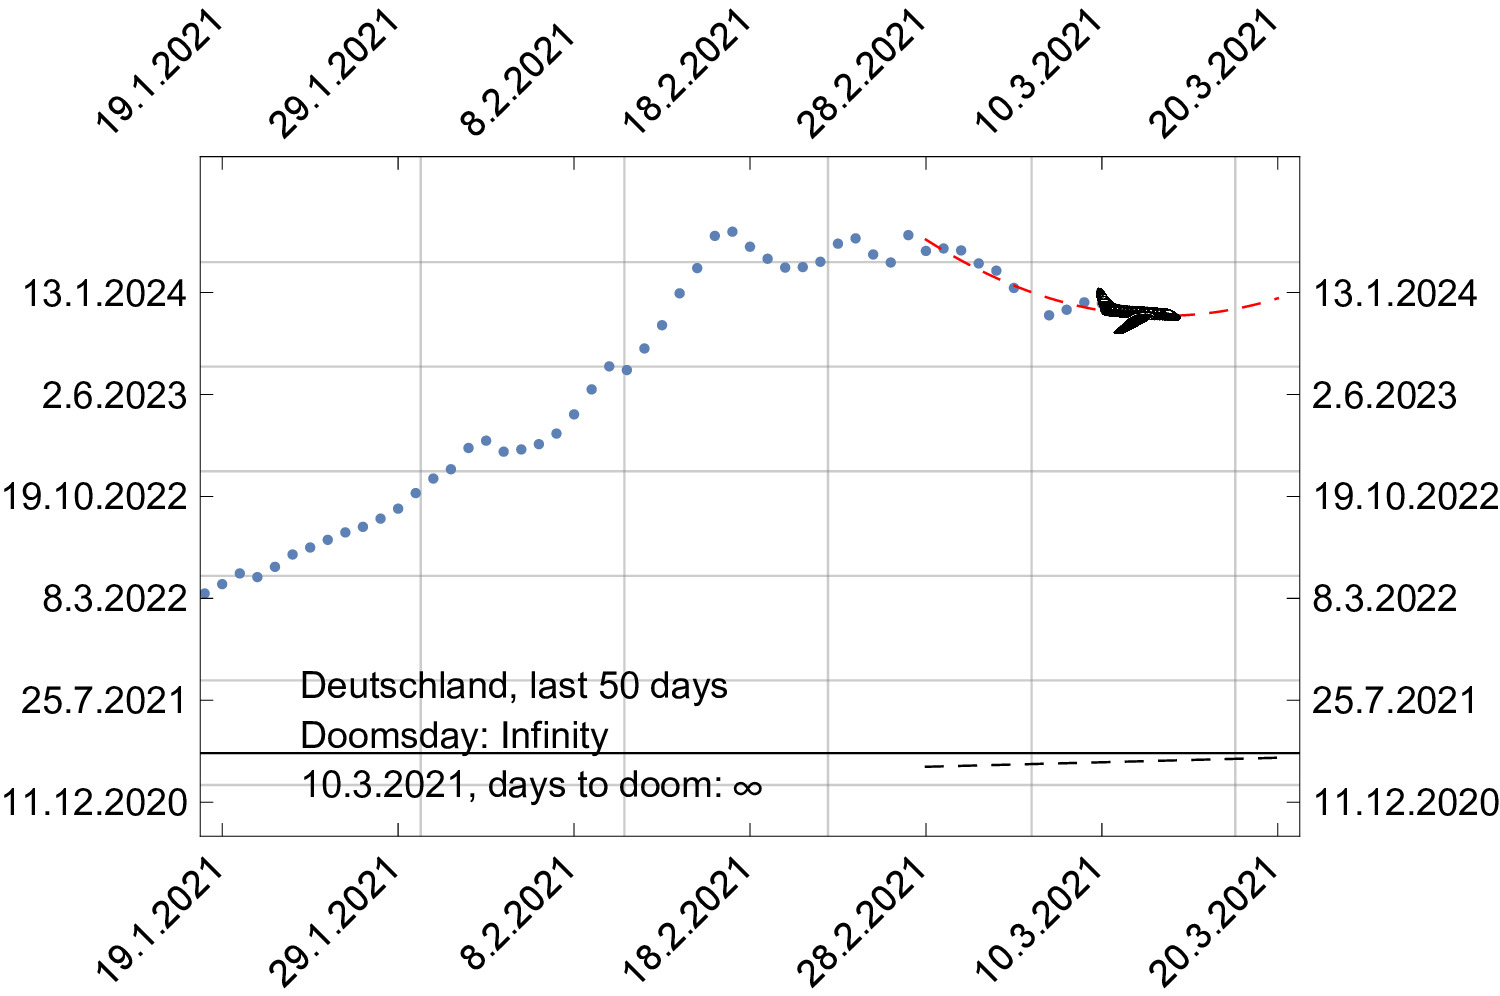 19.1.2021 29.1.2021 8.2.2021 18.2.2021 28.2.2021 10.3.2021 20.3.2021
13.1.2024 13.1.2024
2.6.2023 2.6.2023
19.10.2022 19.10.2022
8.3.2022 8.3.2022
Deutschland, last 50 days
25.7.2021 25.7.2021
Doomsday: Infinity
10.3.2021, days to doom: ∞
11.12.2020 11.12.2020
19.1.2021 29.1.2021 8.2.2021 18.2.2021 28.2.2021 10.3.2021 20.3.2021